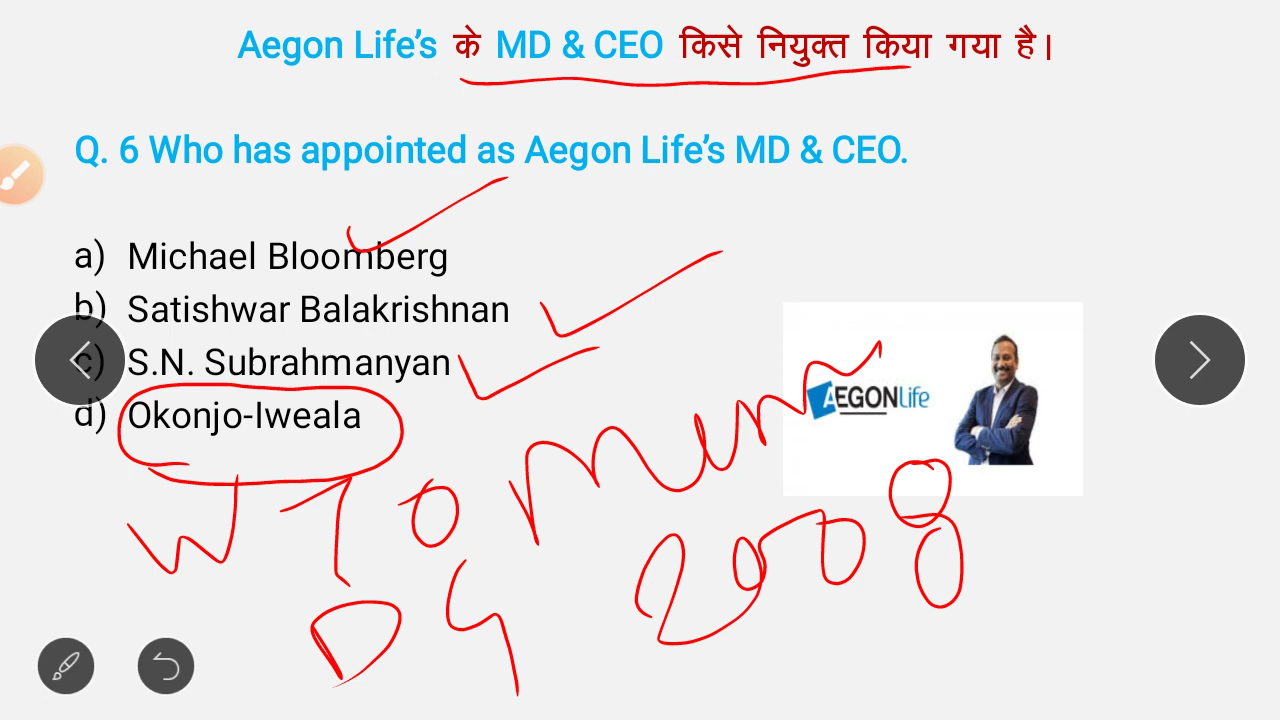 Aegon Life’s के MD & CEO किसे नियुक्त किया गया है।
Q. 6 Who has appointed as Aegon Life’s MD & CEO.
a) Michael Bloomberg
b) Satishwar Balakrishnan
c) S.N. Subrahmanyan
d) Okonjo-Iweala
AEGONLife
WTO
DG
2008